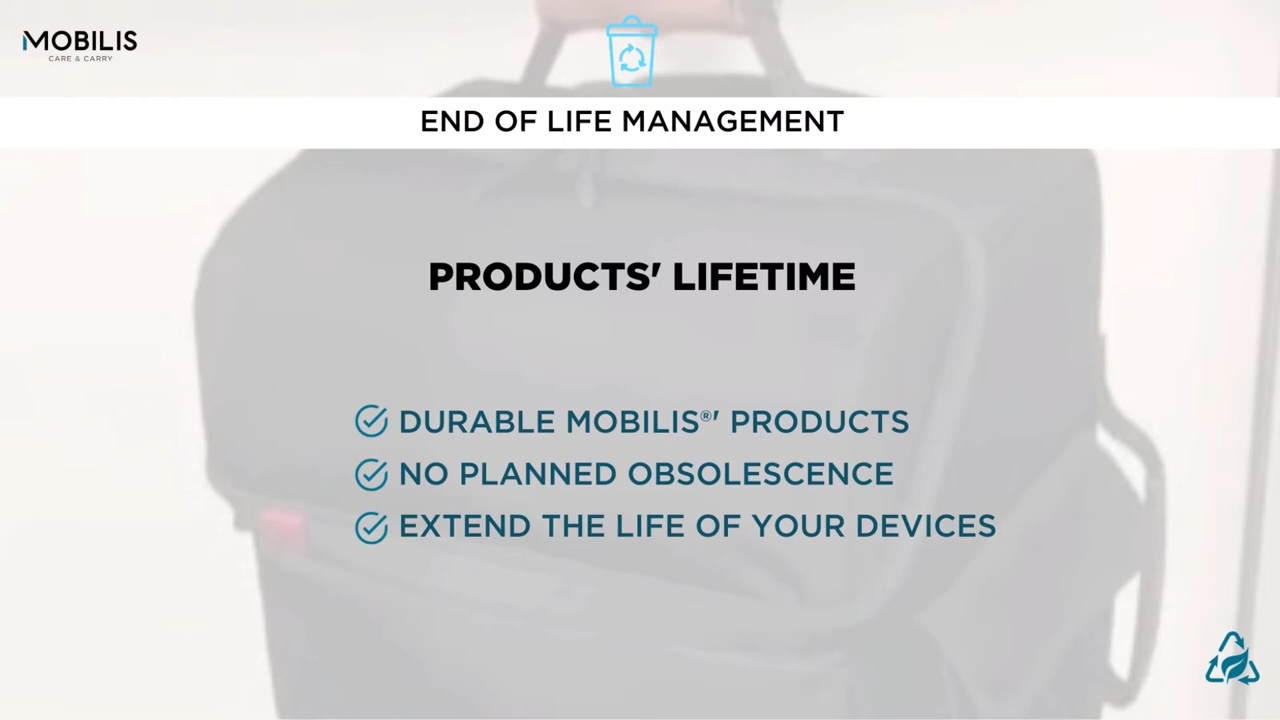 MOBILIS
CARE & CARRY
END OF LIFE MANAGEMENT
PRODUCTS' LIFETIME
DURABLE MOBILIS®' PRODUCTS
NO PLANNED OBSOLESCENCE
EXTEND THE LIFE OF YOUR DEVICES